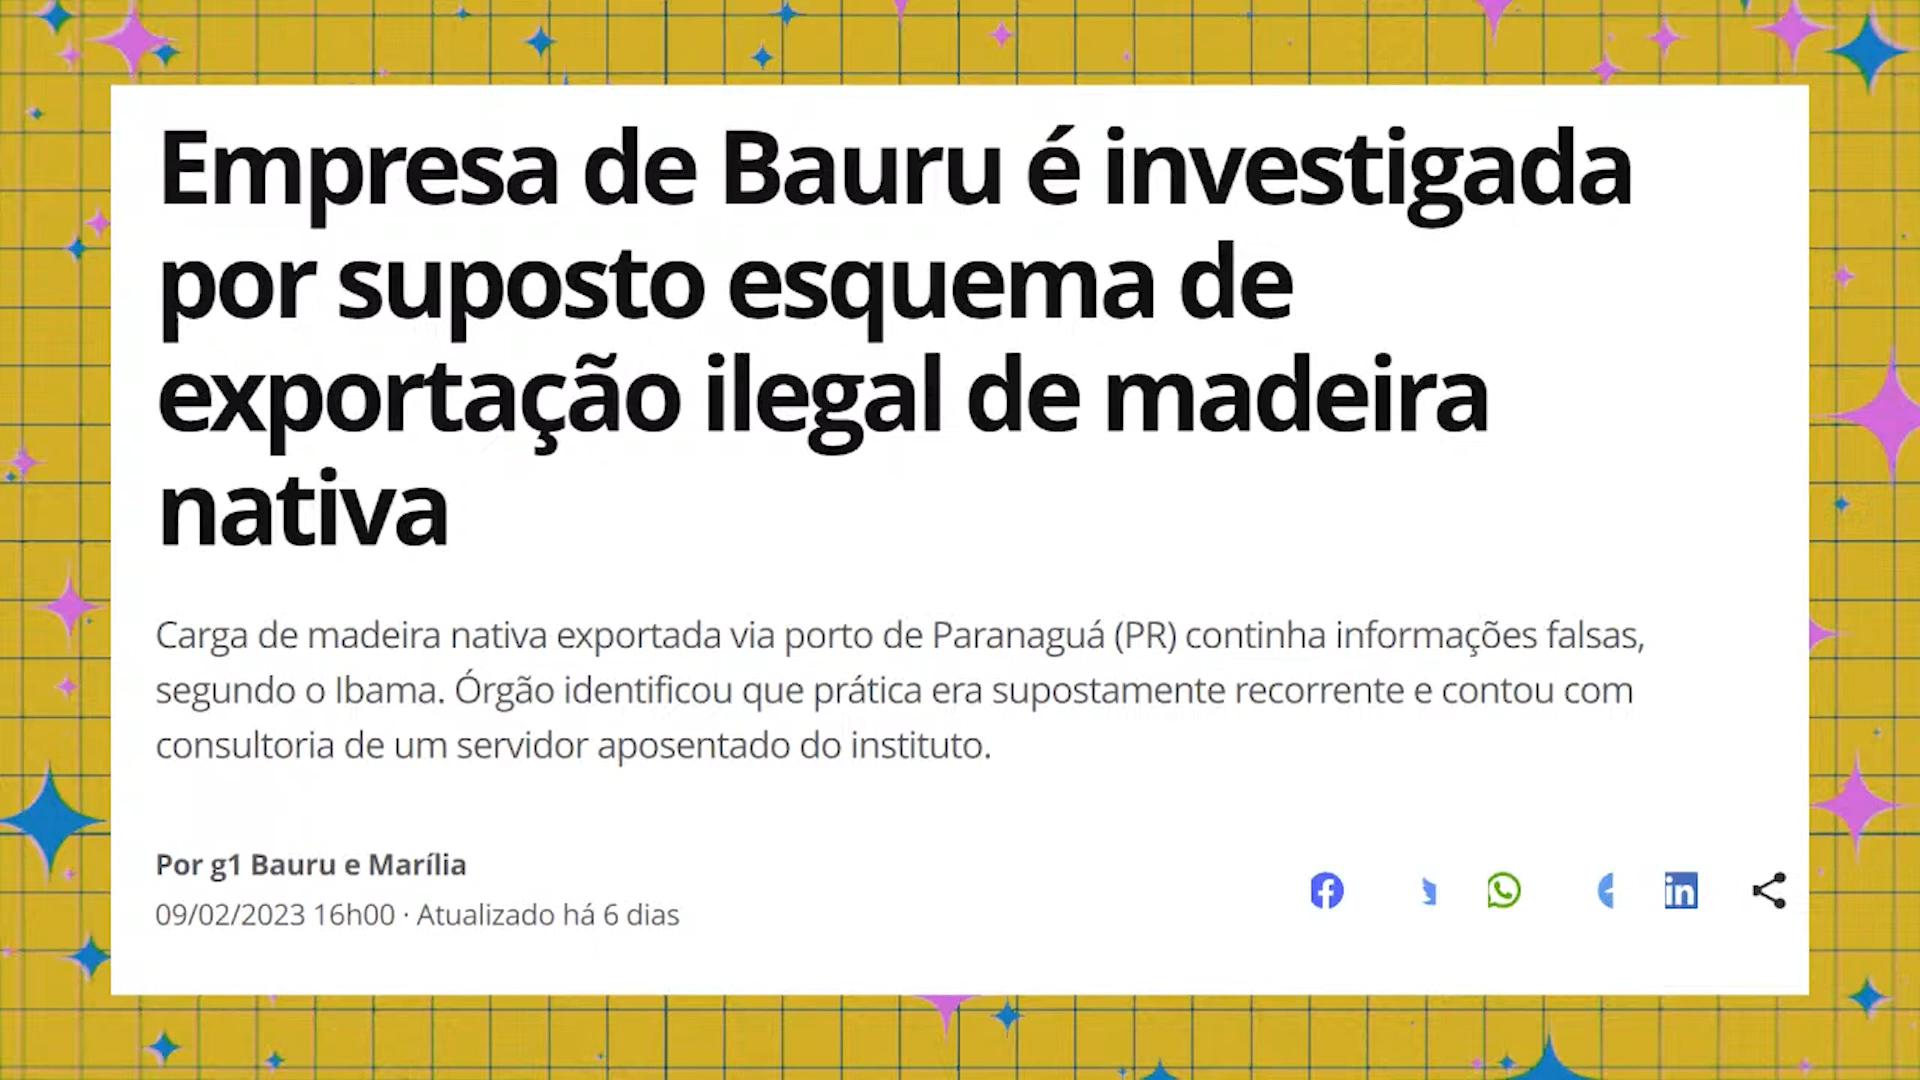 Empresa de Bauru é investigada
por suposto esquema de
exportação ilegal de madeira
nativa
Carga de madeira nativa exportada via porto de Paranaguá (PR) continha informações falsas,
segundo o Ibama. Órgão identificou que prática era supostamente recorrente e contou com
consultoria de um servidor aposentado do instituto.
Por g1 Bauru e Marília
09/02/2023 16h00 · Atualizado há 6 dias